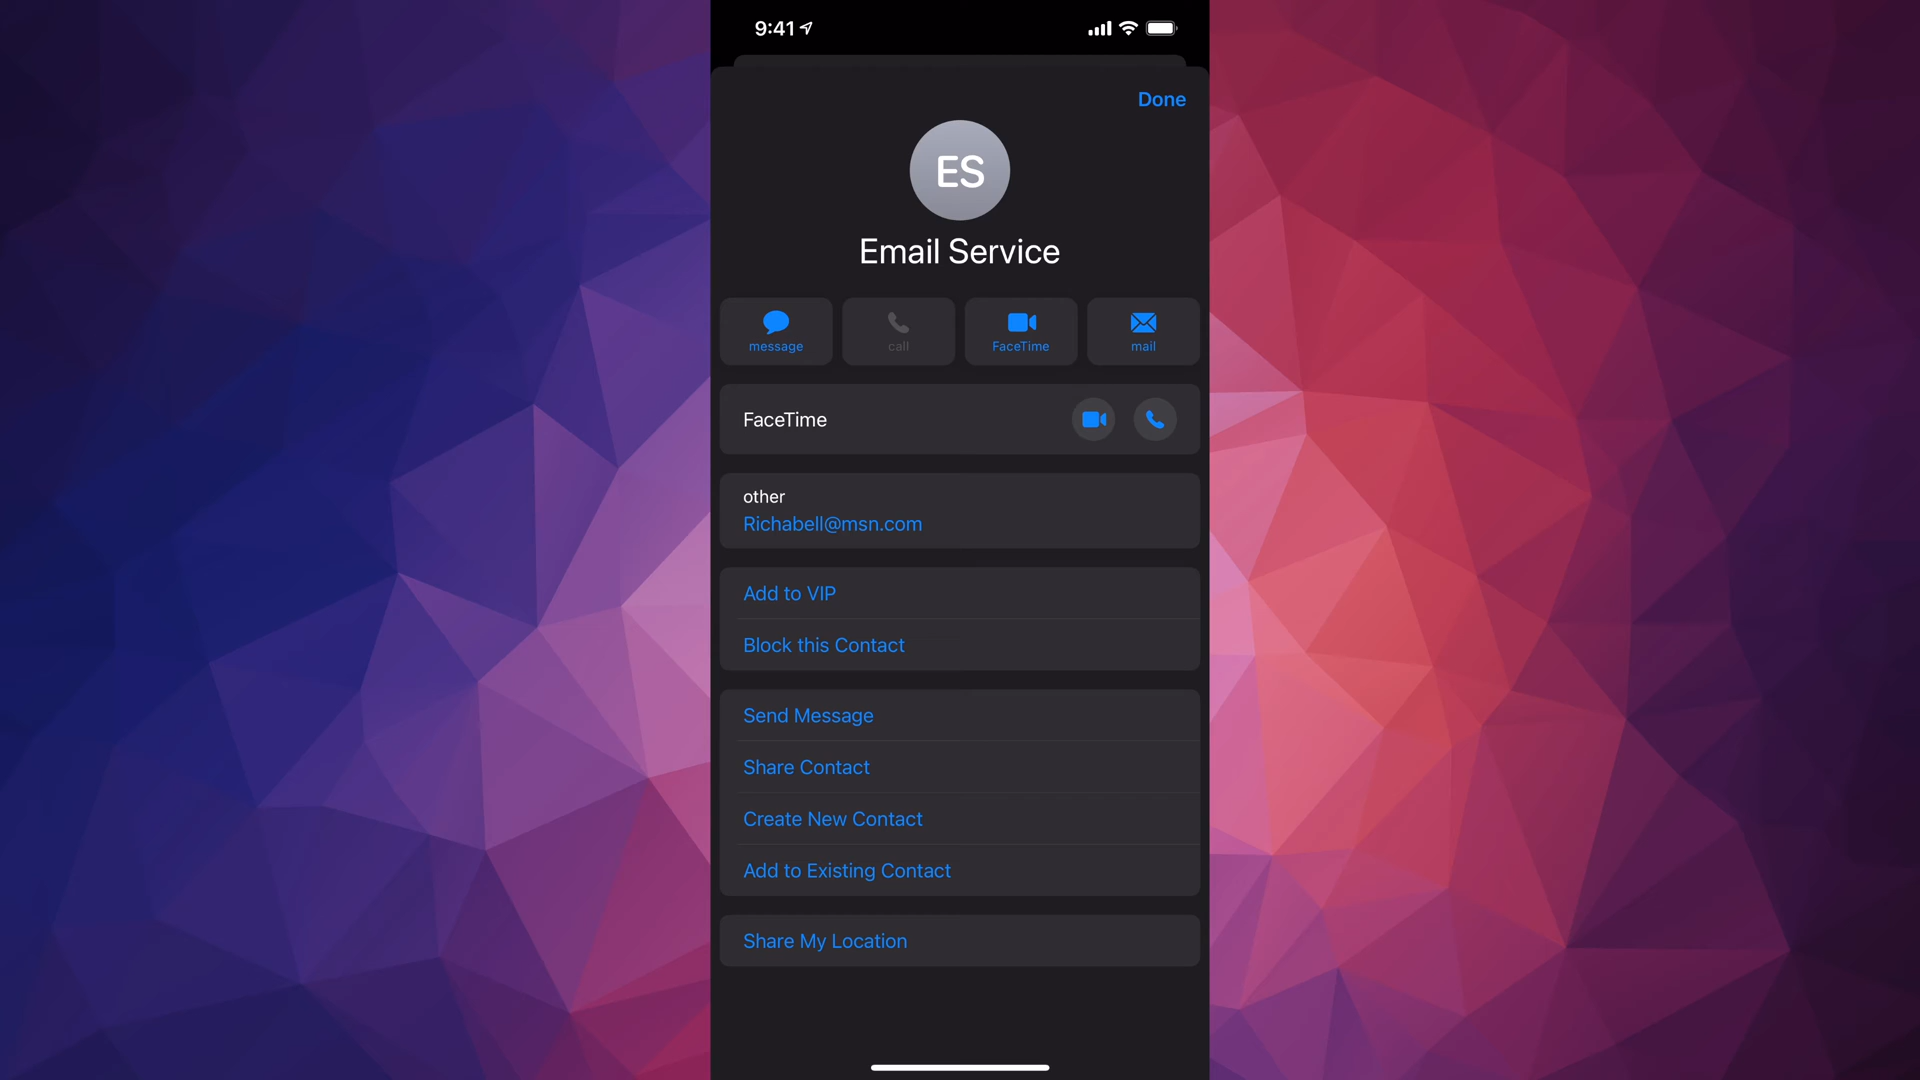 9:41
Done
ES
Email Service
message
call
FaceTime
mail
FaceTime
other
Richabell@msn.com
Add to VIP
Block this Contact
Send Message
Share Contact
Create New Contact
Add to Existing Contact
Share My Location